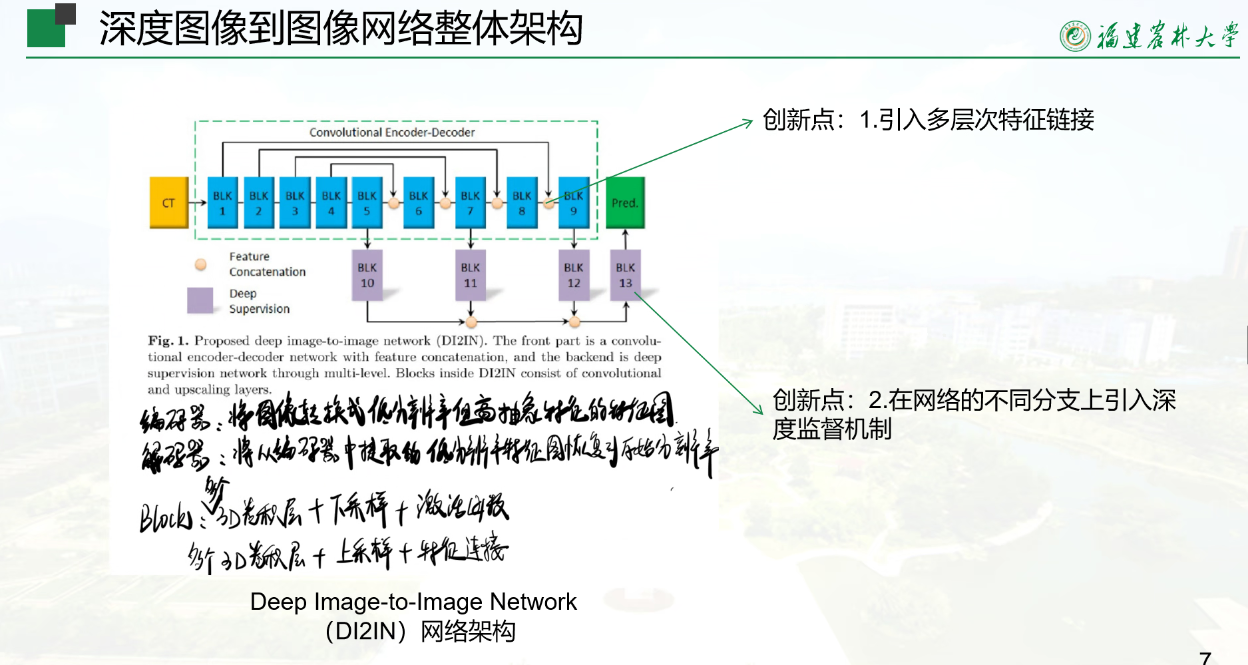 深度图像到图像网络整体架构
福建农林大学
Convolutional Encoder-Decoder
CT
BLK 1
BLK 2
BLK 3
BLK 4
BLK 5
BLK 6
BLK 7
BLK 8
BLK 9
Pred.
Feature Concatenation
Deep Supervision
BLK 10
BLK 11
BLK 12
BLK 13
Fig. 1. Proposed deep image-to-image network (DI2IN). The front part is a convolu-
tional encoder-decoder network with feature concatenation, and the backend is deep
supervision network through multi-level. Blocks inside DI2IN consist of convolutional
and upscaling layers.
编码器：将图像转换成低分辨率但高抽象特征的特征图
解码器：将从编码器中提取的低分辨率特征图恢复到原始分辨率
Block：多个3D卷积层+下采样+激活函数
多个3D卷积层+上采样+特征连接
Deep Image-to-Image Network
（DI2IN）网络架构
创新点：1.引入多层次特征链接
创新点：2.在网络的不同分支上引入深
度监督机制
7